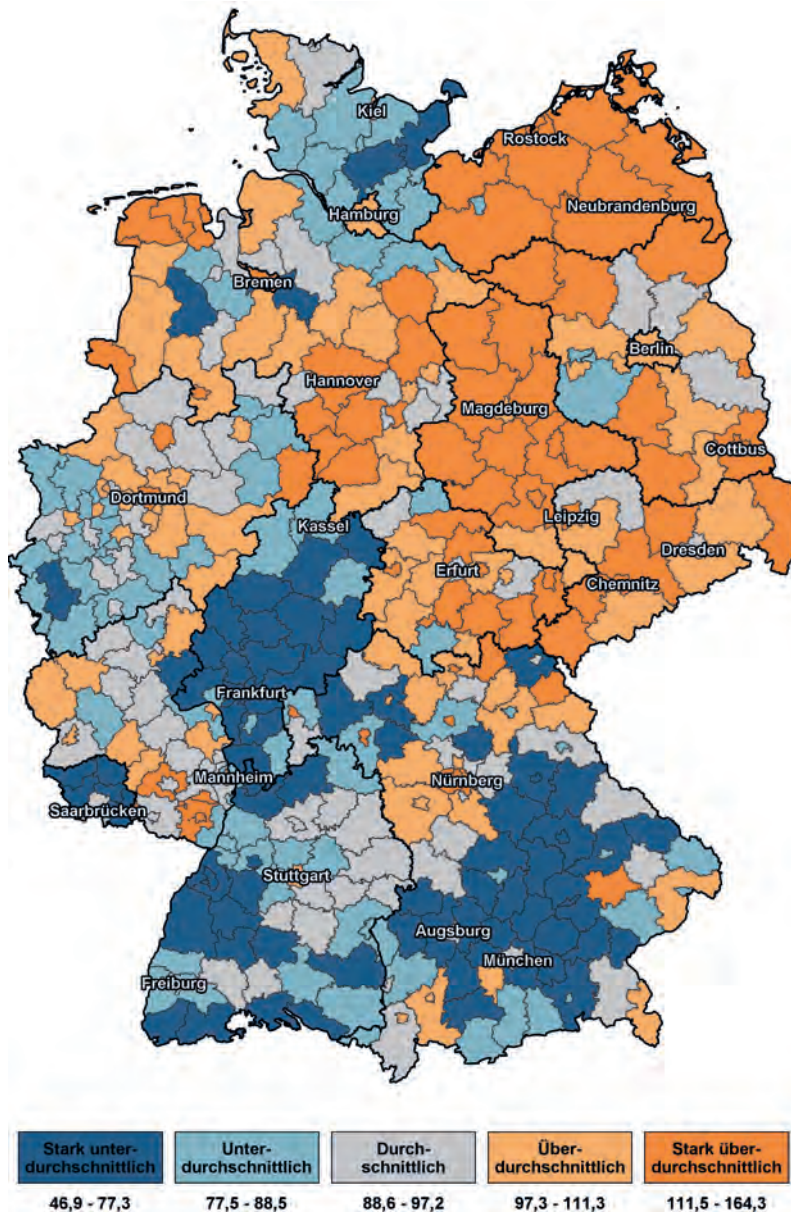 Kiel
Rostock
Hamburg
Neubrandenburg
Bremen
Berlin
Hannover
Magdeburg
Cottbus
Dortmund
Leipzig
Kassel
Dresden
Erfurt
Chemnitz
Frankfurt
Mannheim
Nürnberg
Saarbrücken
Stuttgart
Augsburg
München
Freiburg
Stark unter-
durchschnittlich
Unter-
durchschnittlich
Durch-
schnittlich
Über-
durchschnittlich
Stark über-
durchschnittlich
46,9 - 77,3
77,5 - 88,5
88,6 - 97,2
97,3 - 111,3
111,5 - 164,3